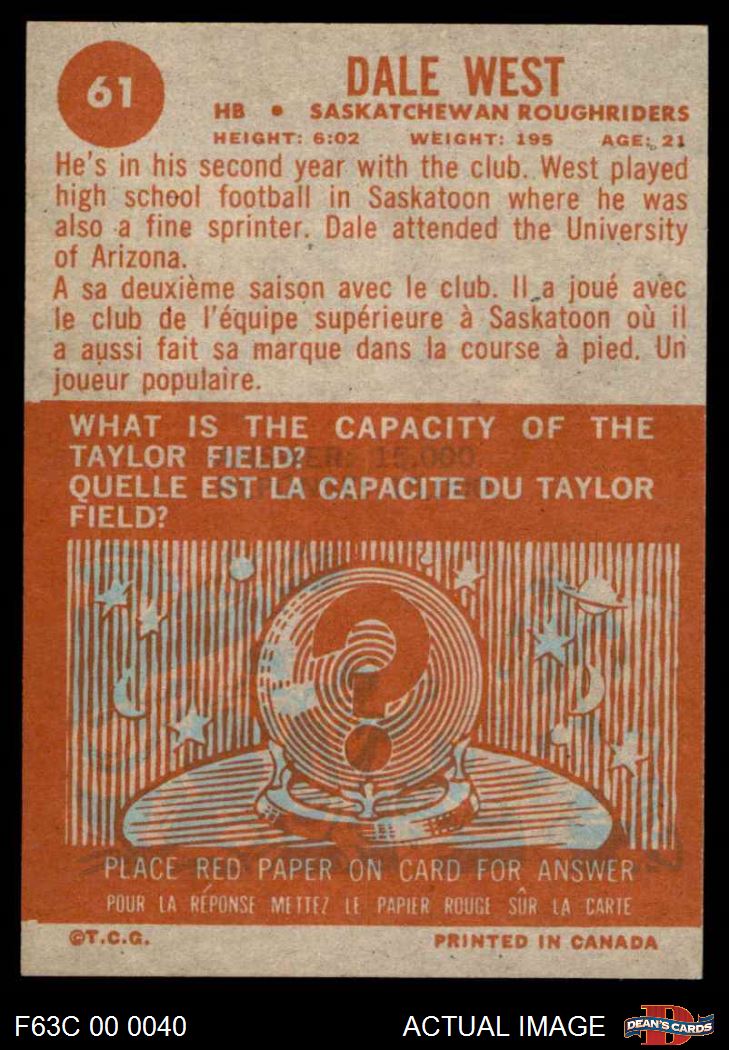 61
DALE WEST
HB • SASKATCHEWAN ROUGHRIDERS
HEIGHT: 6:02 WEIGHT: 195 AGE: 21
He's in his second year with the club. West played
high school football in Saskatoon where he was
also a fine sprinter. Dale attended the University
of Arizona.
A sa deuxième saison avec le club. Il a joué avec
le club de l'équipe supérieure à Saskatoon où il
a aussi fait sa marque dans la course à pied. Un
joueur populaire.
WHAT IS THE CAPACITY OF THE
TAYLOR FIELD?
15,000
QUELLE EST LA CAPACITE DU TAYLOR
FIELD?
?
PLACE RED PAPER ON CARD FOR ANSWER
POUR LA RÉPONSE METTEZ LE PAPIER ROUGE SÛR LA CARTE
©T.C.G. PRINTED IN CANADA
F63C 00 0040 ACTUAL IMAGE DEAN'S CARDS